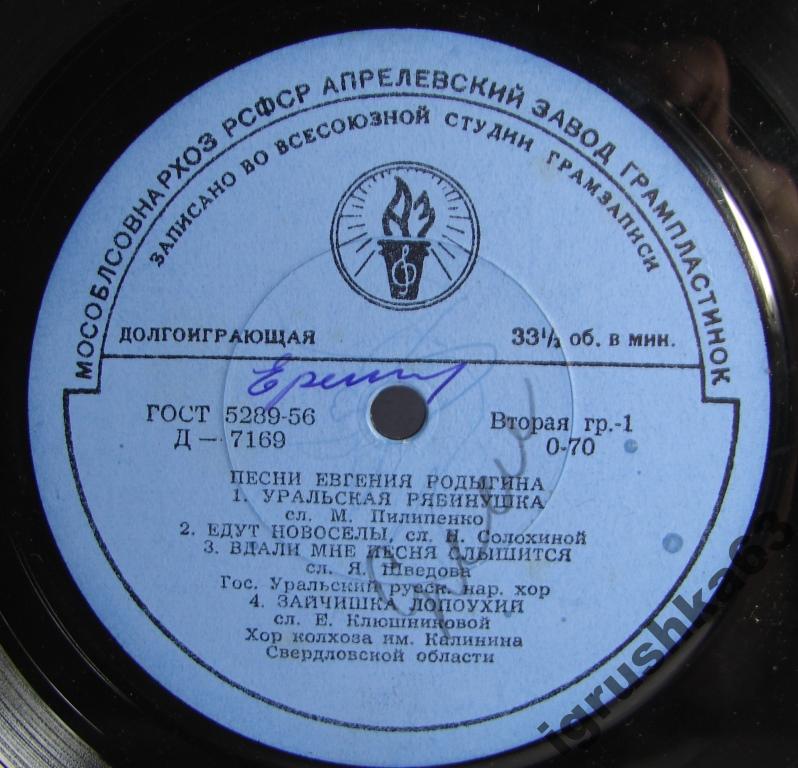 МОСОБЛСОВНАРХОЗ РСФСР АПРЕЛЕВСКИЙ ЗАВОД ГРАМПЛАСТИНОК
ЗАПИСАНО ВО ВСЕСОЮЗНОЙ СТУДИИ ГРАМЗАПИСИ
АЗ
ДОЛГОИГРАЮЩАЯ 33⅓ об. в мин.
ГОСТ 5289-56 Вторая гр.-1
Д—7169 0-70
ПЕСНИ ЕВГЕНИЯ РОДЫГИНА
1. УРАЛЬСКАЯ РЯБИНУШКА
сл. М. Пилипенко
2. ЕДУТ НОВОСЕЛЫ, сл. Н. Солохиной
3. ВДАЛИ МНЕ ПЕСНЯ СЛЫШИТСЯ
сл. Я. Шведова
Гос. Уральский русск. нар. хор
4. ЗАЙЧИШКА ЛОПОУХИЙ
сл. Е. Клюшниковой
Хор колхоза им. Калинина
Свердловской области
igrushka63